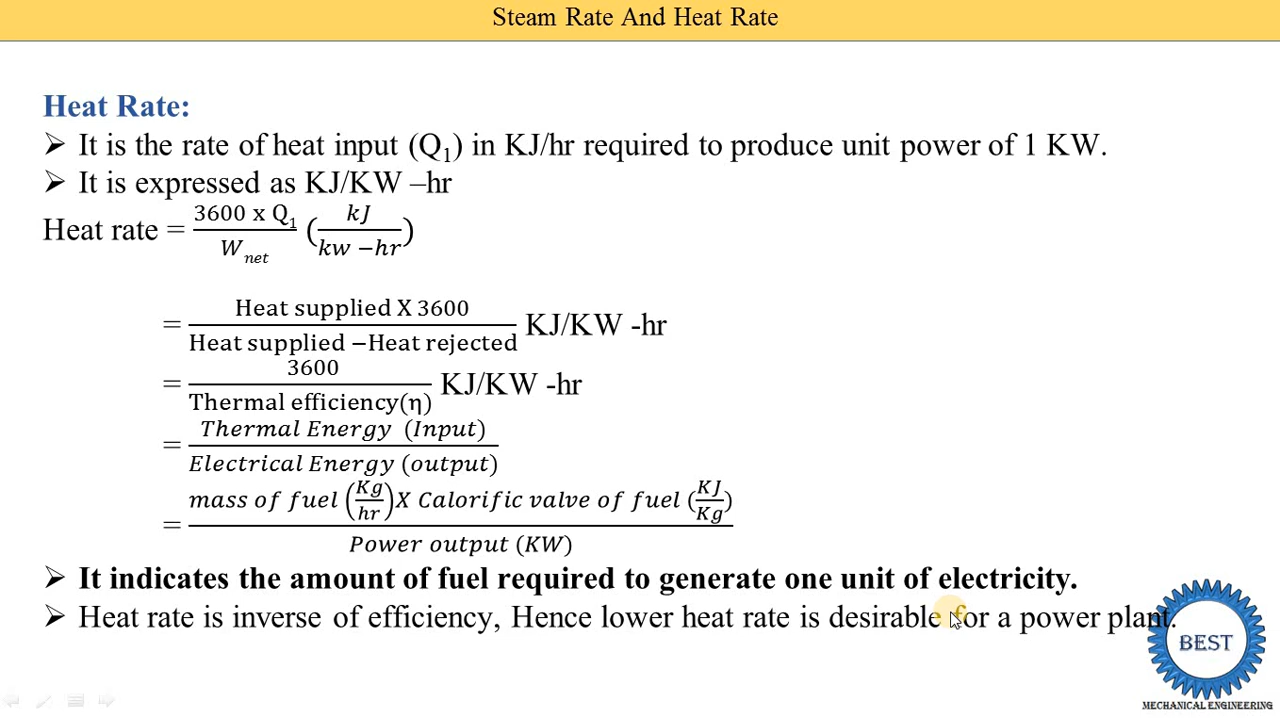 Steam Rate And Heat Rate
Heat Rate:
➢ It is the rate of heat input (Q₁) in KJ/hr required to produce unit power of 1 KW.
➢ It is expressed as KJ/KW –hr
Heat rate = 3600 x Q₁ / W_net (kJ / kw −hr)
= Heat supplied X 3600 / Heat supplied −Heat rejected KJ/KW -hr
= 3600 / Thermal efficiency(η) KJ/KW -hr
= Thermal Energy (Input) / Electrical Energy (output)
= mass of fuel (Kg/hr) X Calorific valve of fuel (KJ/Kg) / Power output (KW)
➢ It indicates the amount of fuel required to generate one unit of electricity.
➢ Heat rate is inverse of efficiency, Hence lower heat rate is desirable for a power plant.
BEST
MECHANICAL ENGINEERING